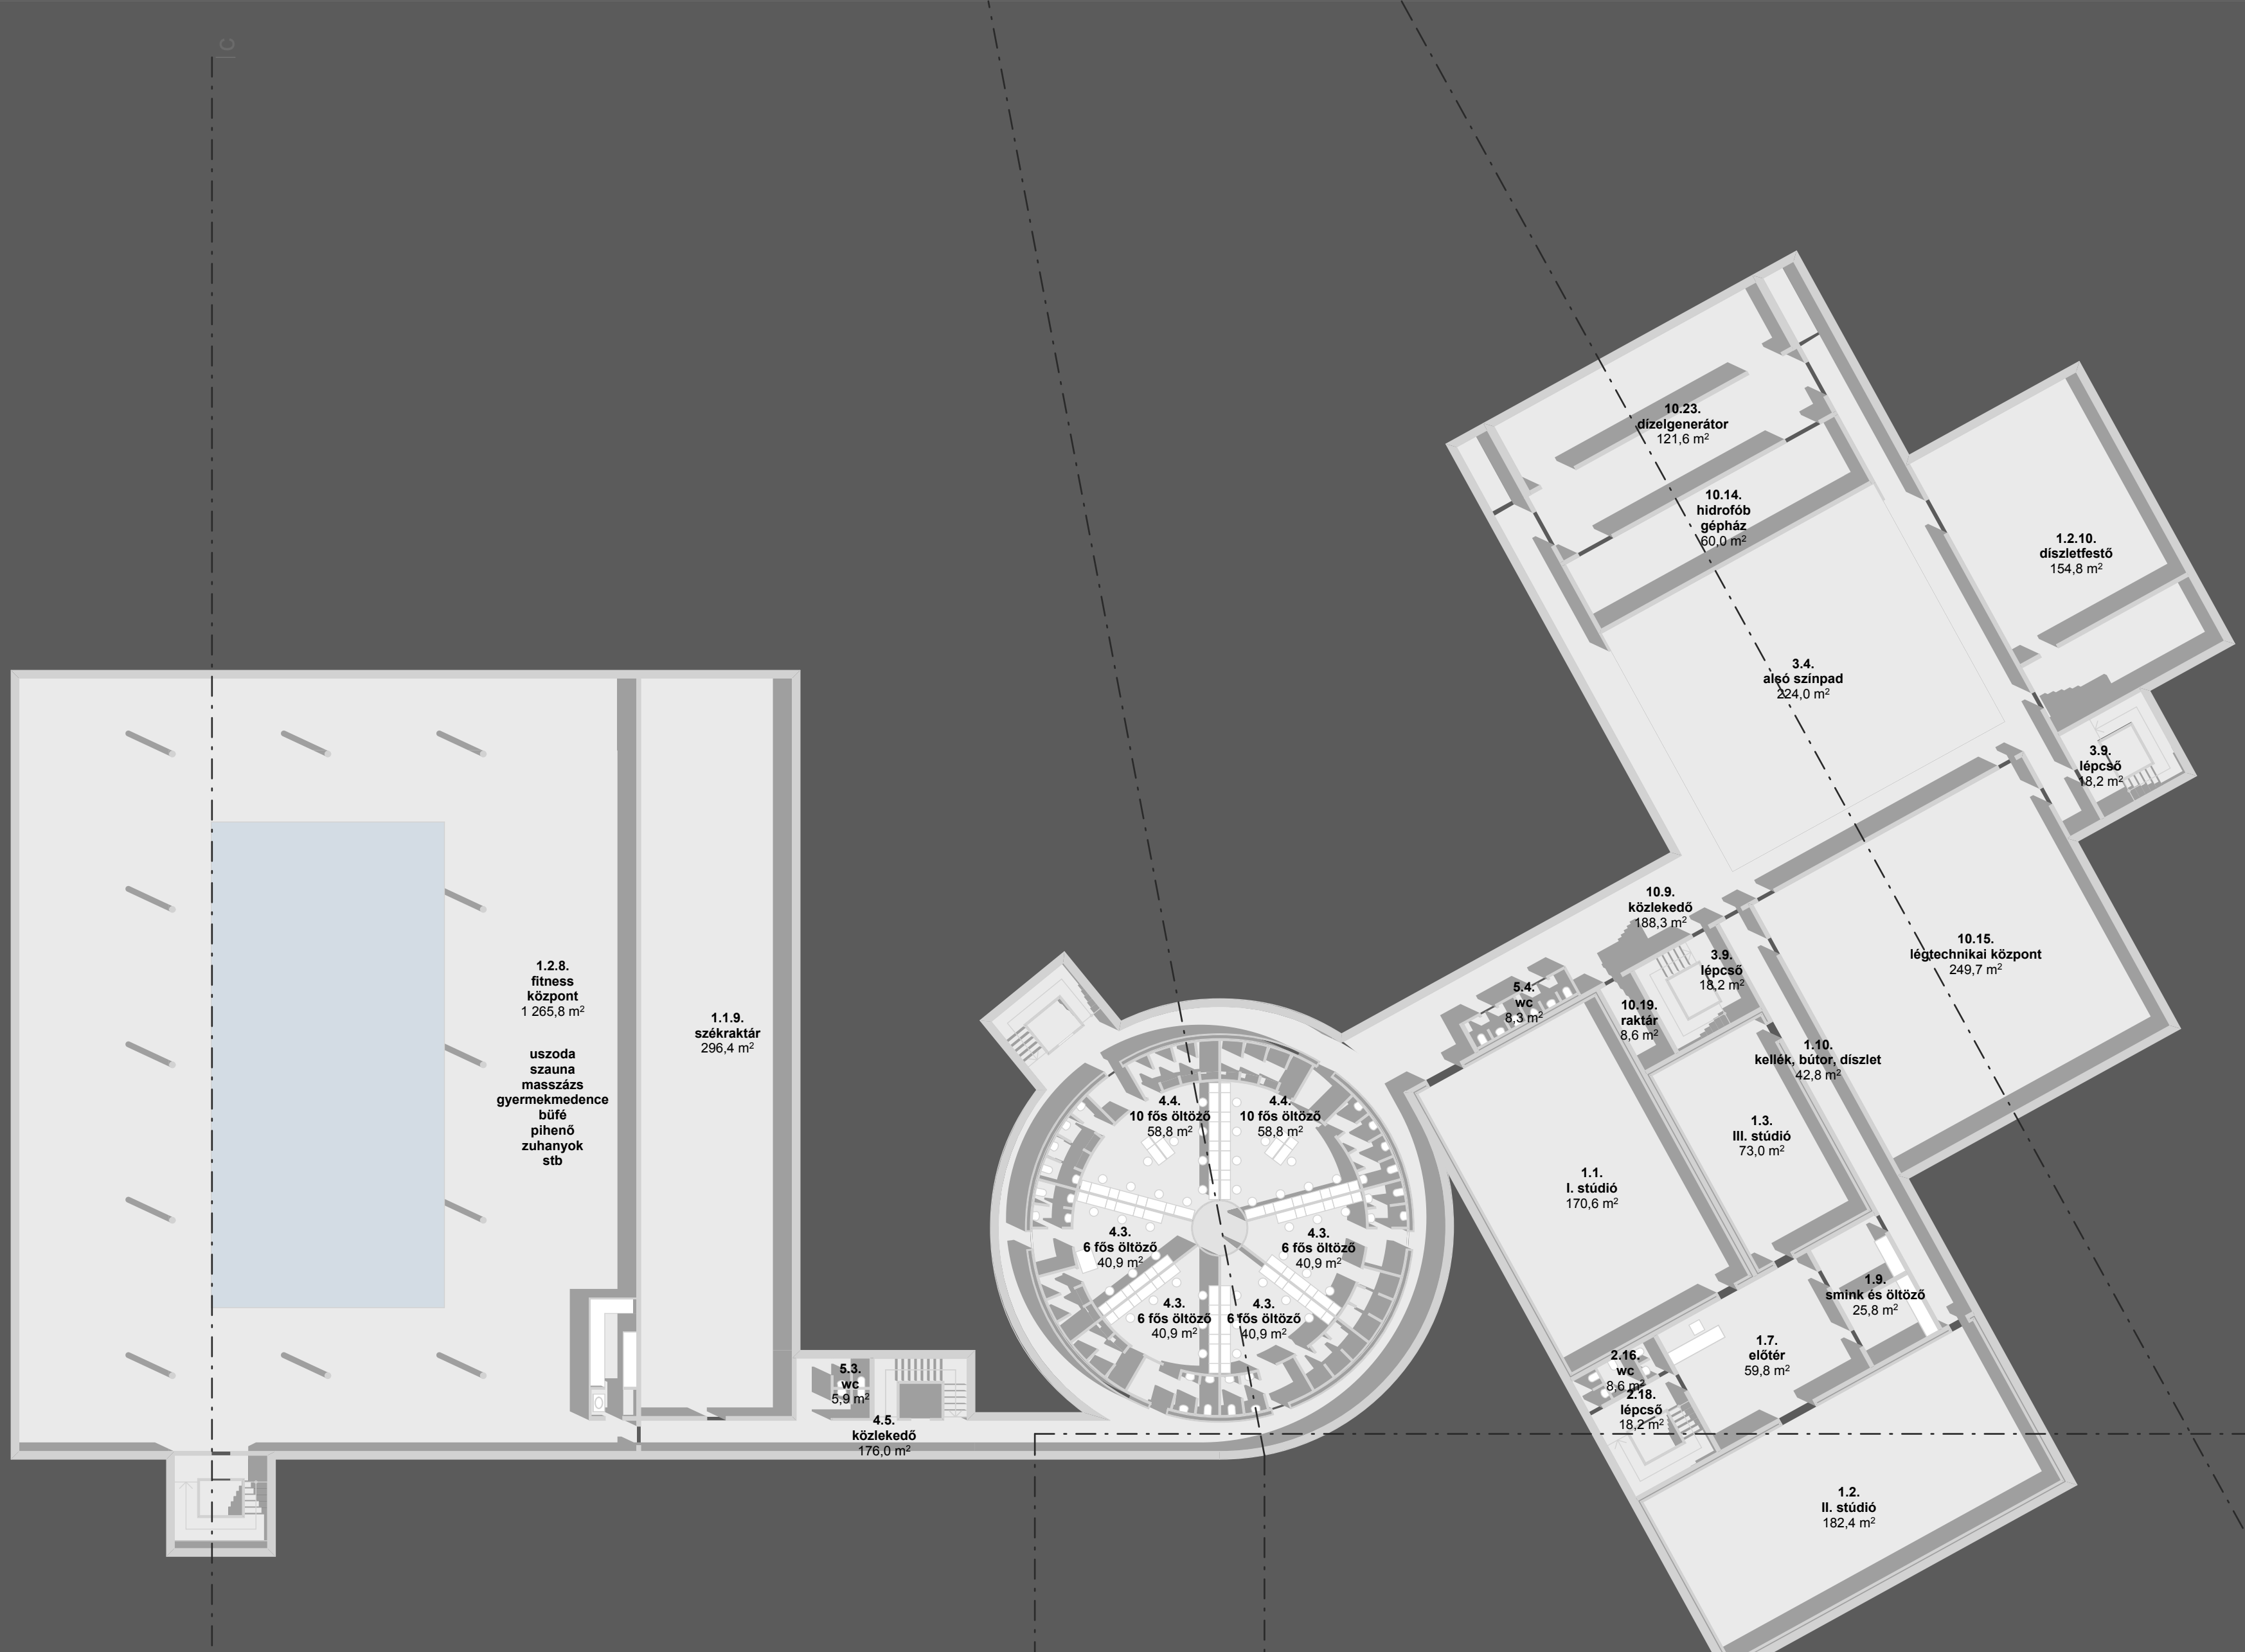 C
10.23.
dízelgenerátor
121,6 m²
10.14.
hidrofób
gépház
60,0 m²
1.2.10.
díszletfestő
154,8 m²
3.4.
alsó színpad
224,0 m²
3.9.
lépcső
18,2 m²
10.9.
közlekedő
188,3 m²
10.15.
légtechnikai központ
249,7 m²
3.9.
lépcső
18,2 m²
5.4.
wc
8,3 m²
10.19.
raktár
8,6 m²
1.10.
kellék, bútor, díszlet
42,8 m²
1.2.8.
fitness
központ
1 265,8 m²
uszoda
szauna
masszázs
gyermekmedence
büfé
pihenő
zuhanyok
stb
1.1.9.
székraktár
296,4 m²
4.4.
10 fős öltöző
58,8 m²
4.4.
10 fős öltöző
58,8 m²
1.3.
III. stúdió
73,0 m²
1.1.
I. stúdió
170,6 m²
4.3.
6 fős öltöző
40,9 m²
4.3.
6 fős öltöző
40,9 m²
4.3.
6 fős öltöző
40,9 m²
4.3.
6 fős öltöző
40,9 m²
1.9.
smink és öltöző
25,8 m²
1.7.
előtér
59,8 m²
2.16.
wc
8,6 m²
2.18.
lépcső
18,2 m²
5.3.
wc
5,9 m²
4.5.
közlekedő
176,0 m²
1.2.
II. stúdió
182,4 m²